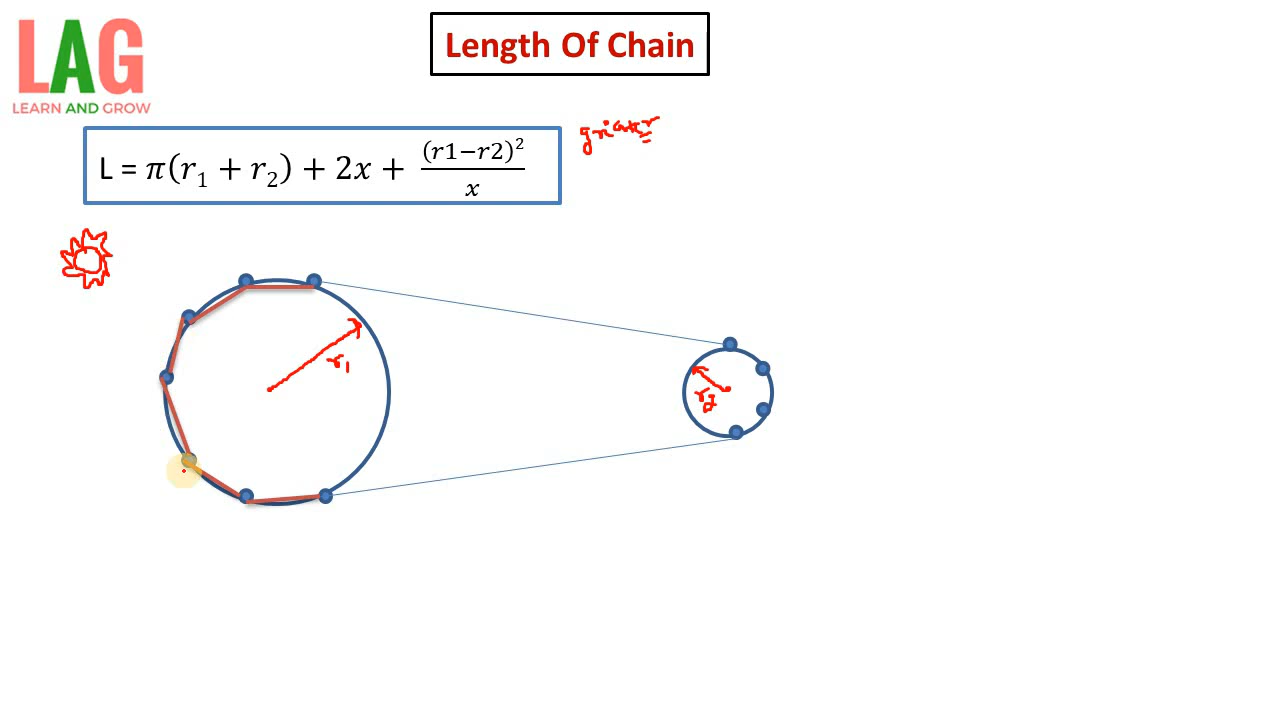 LAG
LEARN AND GROW
Length Of Chain
L = π(r₁ + r₂) + 2x + (r1−r2)²/x
r₁
r₂